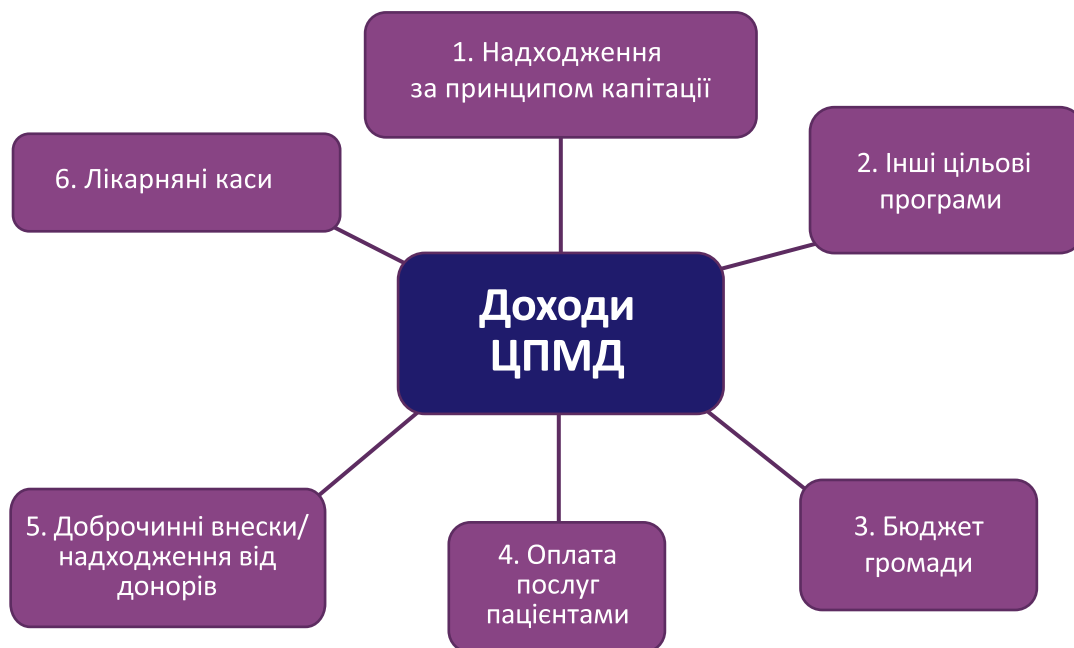 1. Надходження
за принципом капітації
6. Лікарняні каси
2. Інші цільові
програми
Доходи
ЦПМД
5. Доброчинні внески/
надходження від
донорів
4. Оплата
послуг
пацієнтами
3. Бюджет
громади